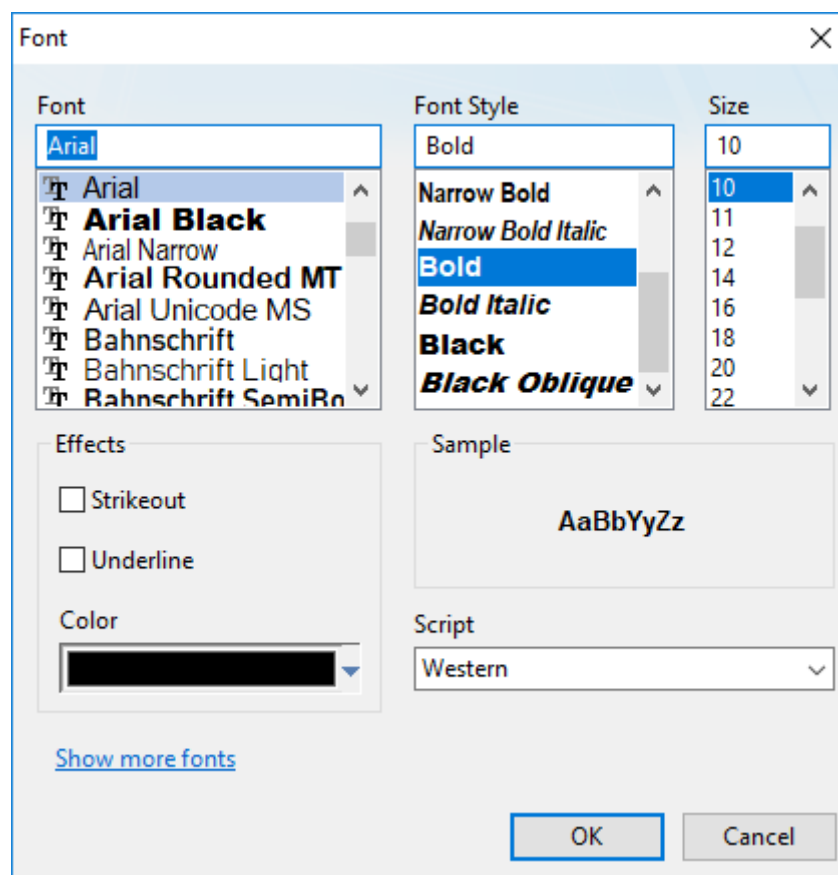 Font
Font
Arial
Arial
Arial Black
Arial Narrow
Arial Rounded MT
Arial Unicode MS
Bahnschrift
Bahnschrift Light
Bahnschrift SemiBo
Font Style
Bold
Narrow Bold
Narrow Bold Italic
Bold
Bold Italic
Black
Black Oblique
Size
10
10
11
12
14
16
18
20
22
Effects
Strikeout
Underline
Color
Sample
AaBbYyZz
Script
Western
Show more fonts
OK
Cancel